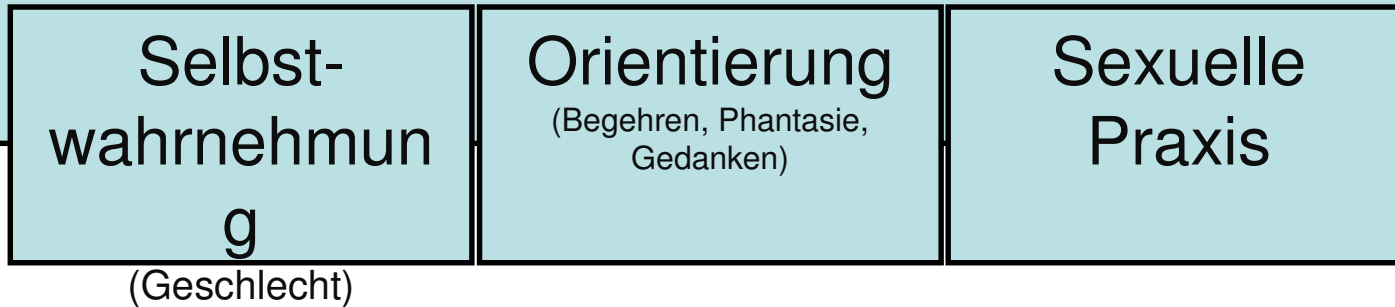 Selbst-
wahrnehmun
g
(Geschlecht)
Orientierung
(Begehren, Phantasie,
Gedanken)
Sexuelle
Praxis